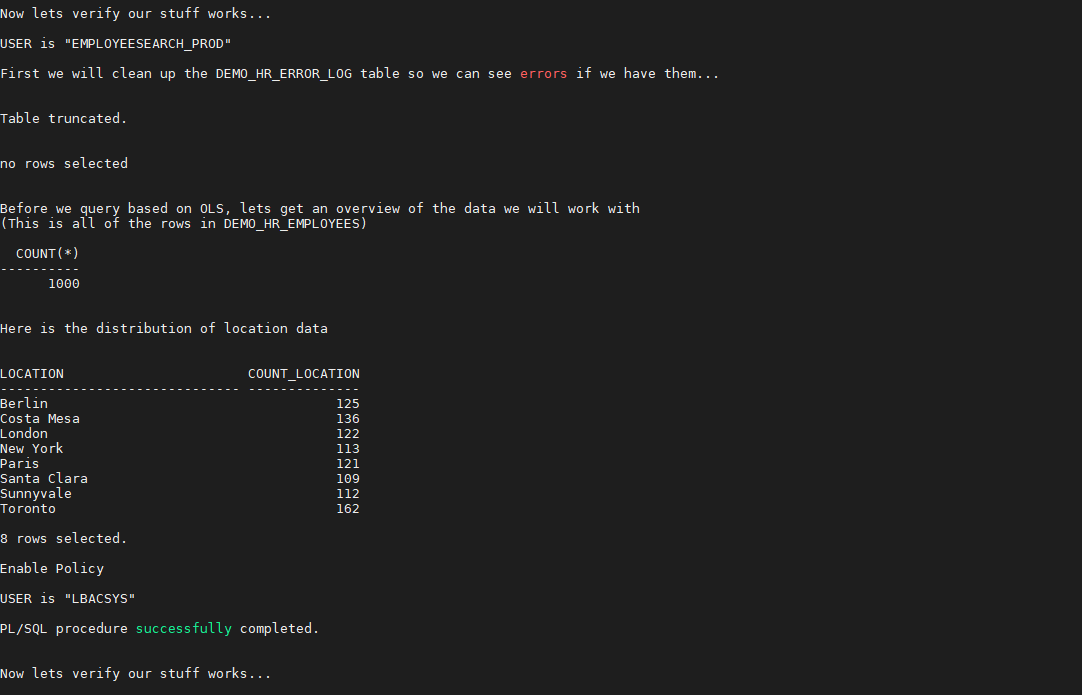 Now lets verify our stuff works...
USER is "EMPLOYEESEARCH_PROD"
First we will clean up the DEMO_HR_ERROR_LOG table so we can see errors if we have them...
Table truncated.
no rows selected
Before we query based on OLS, lets get an overview of the data we will work with
(This is all of the rows in DEMO_HR_EMPLOYEES)
  COUNT(*)
----------
      1000
Here is the distribution of location data
LOCATION                       COUNT_LOCATION
------------------------------ --------------
Berlin                                    125
Costa Mesa                                136
London                                    122
New York                                  113
Paris                                     121
Santa Clara                               109
Sunnyvale                                 112
Toronto                                   162
8 rows selected.
Enable Policy
USER is "LBACSYS"
PL/SQL procedure successfully completed.
Now lets verify our stuff works...